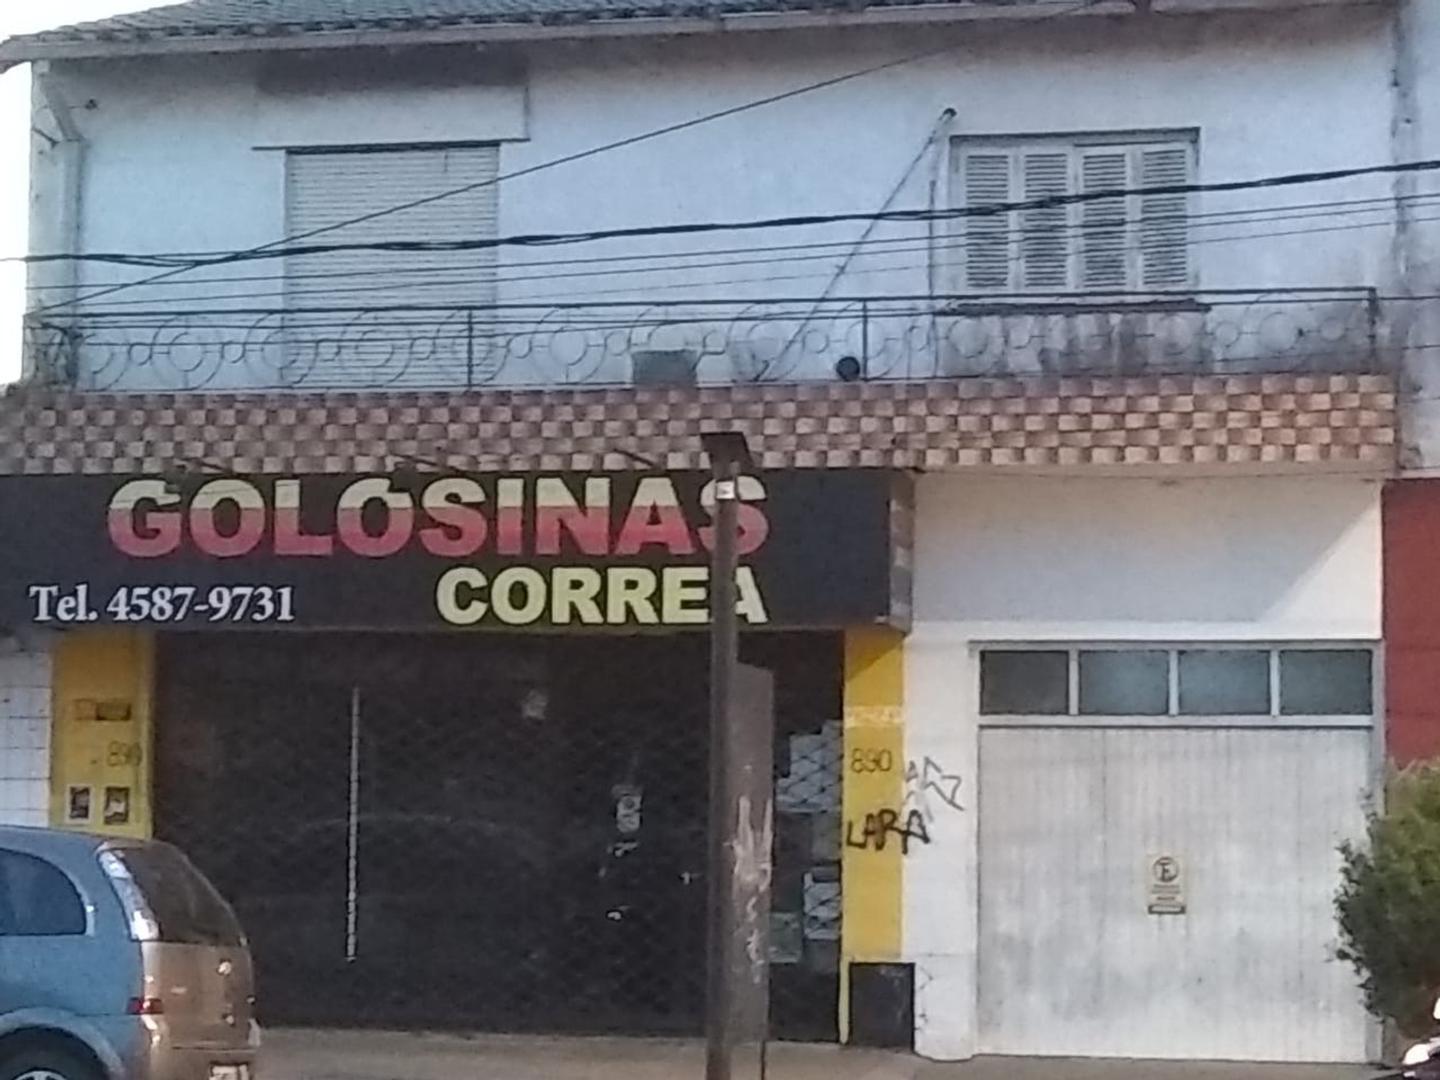 GOLOSINAS
CORREA
Tel. 4587-9731
890
890
LARA
E